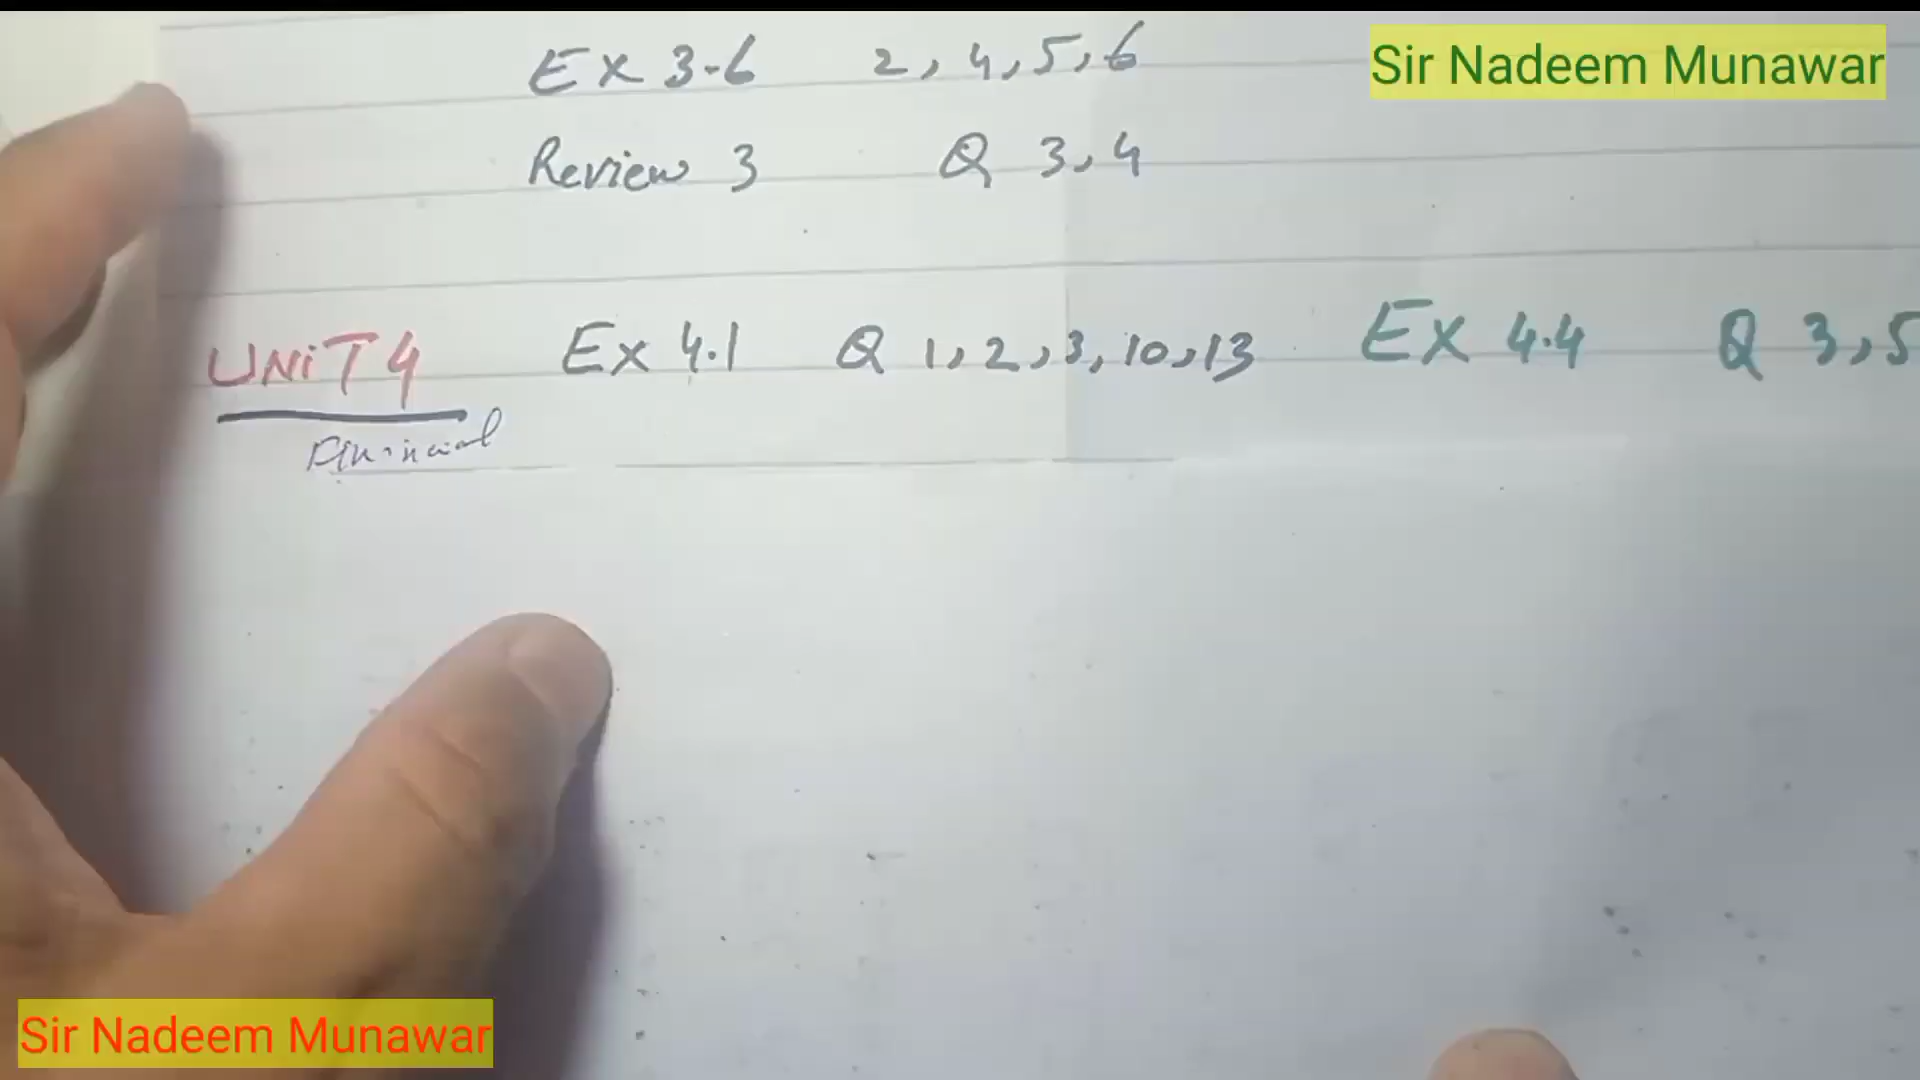 Ex 3.6 2, 4, 5, 6
Sir Nadeem Munawar
Review 3 Q 3, 4
UNiT 4 Ex 4.1 Q 1, 2, 3, 10, 13 Ex 4.4 Q 3, 5
Financial
Sir Nadeem Munawar